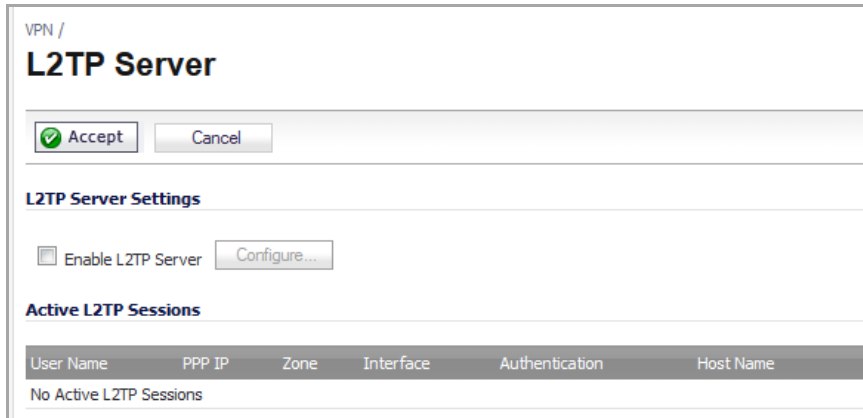 VPN /
L2TP Server
Accept Cancel
L2TP Server Settings
Enable L2TP Server Configure...
Active L2TP Sessions
User Name PPP IP Zone Interface Authentication Host Name
No Active L2TP Sessions